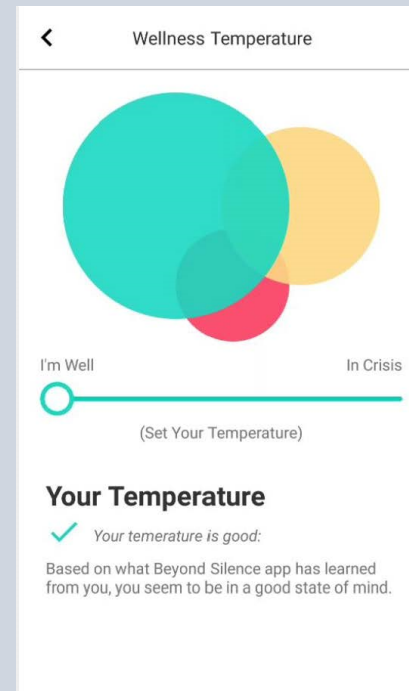 Wellness Temperature
I'm Well
In Crisis
(Set Your Temperature)
Your Temperature
Your temerature is good:
Based on what Beyond Silence app has learned
from you, you seem to be in a good state of mind.